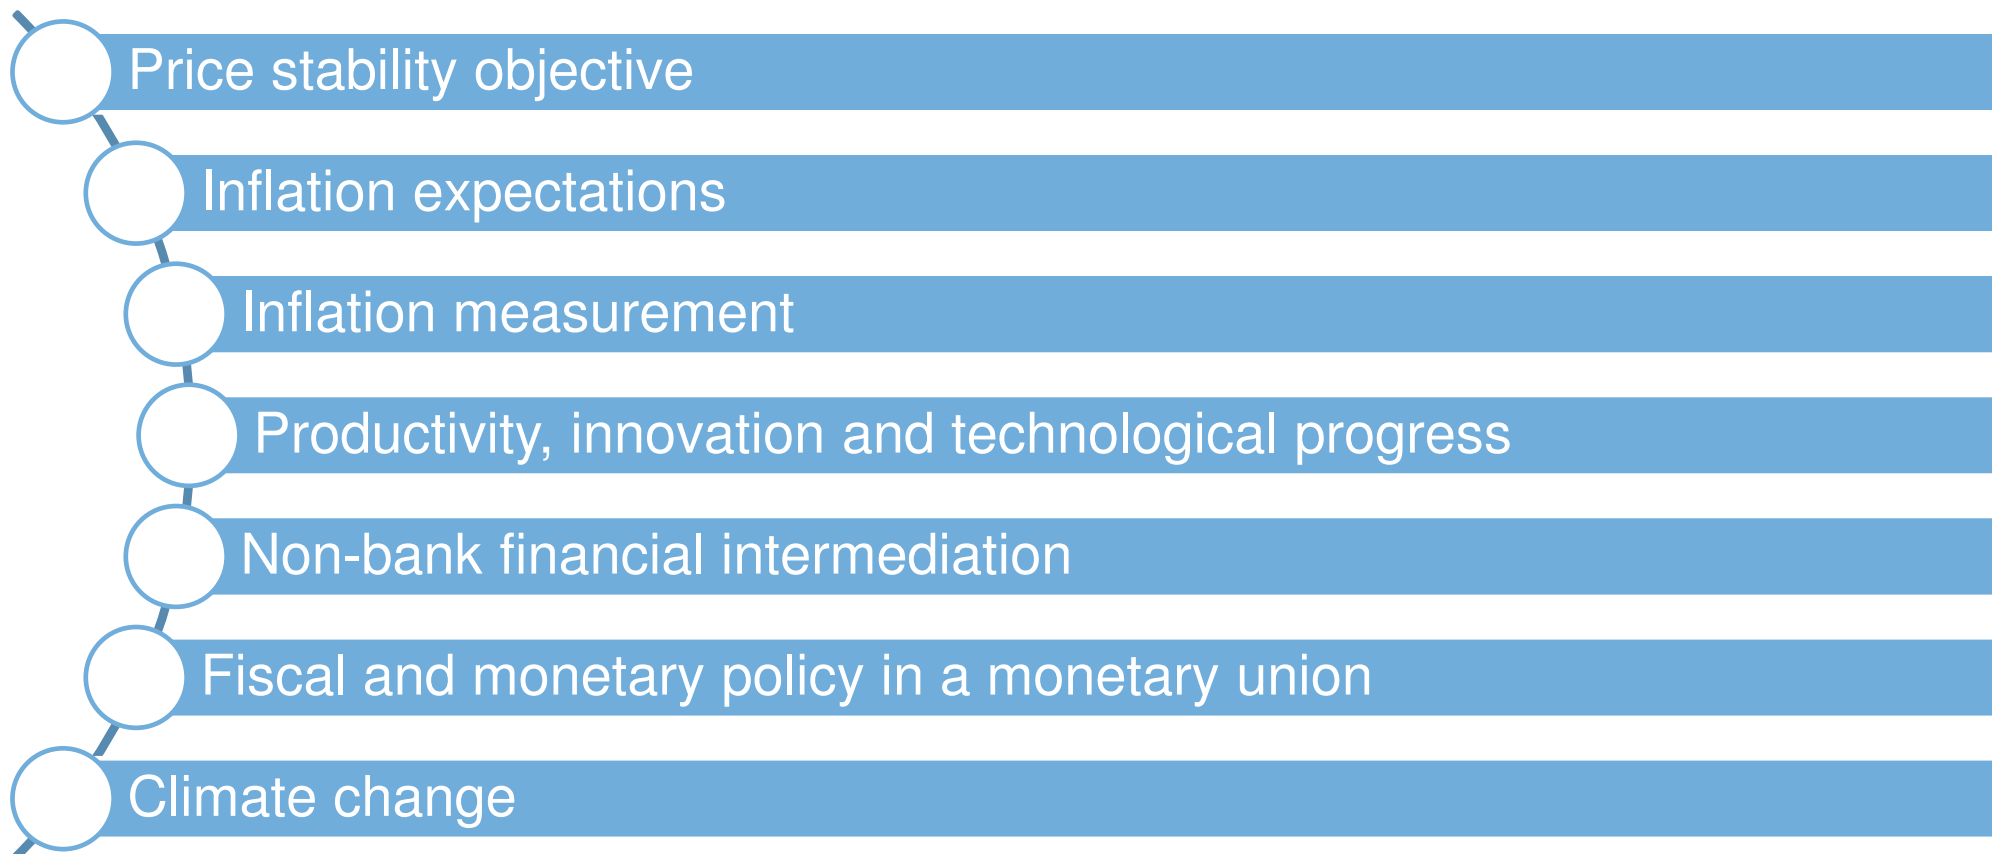 Price stability objective
Inflation expectations
Inflation measurement
Productivity, innovation and technological progress
Non-bank financial intermediation
Fiscal and monetary policy in a monetary union
Climate change